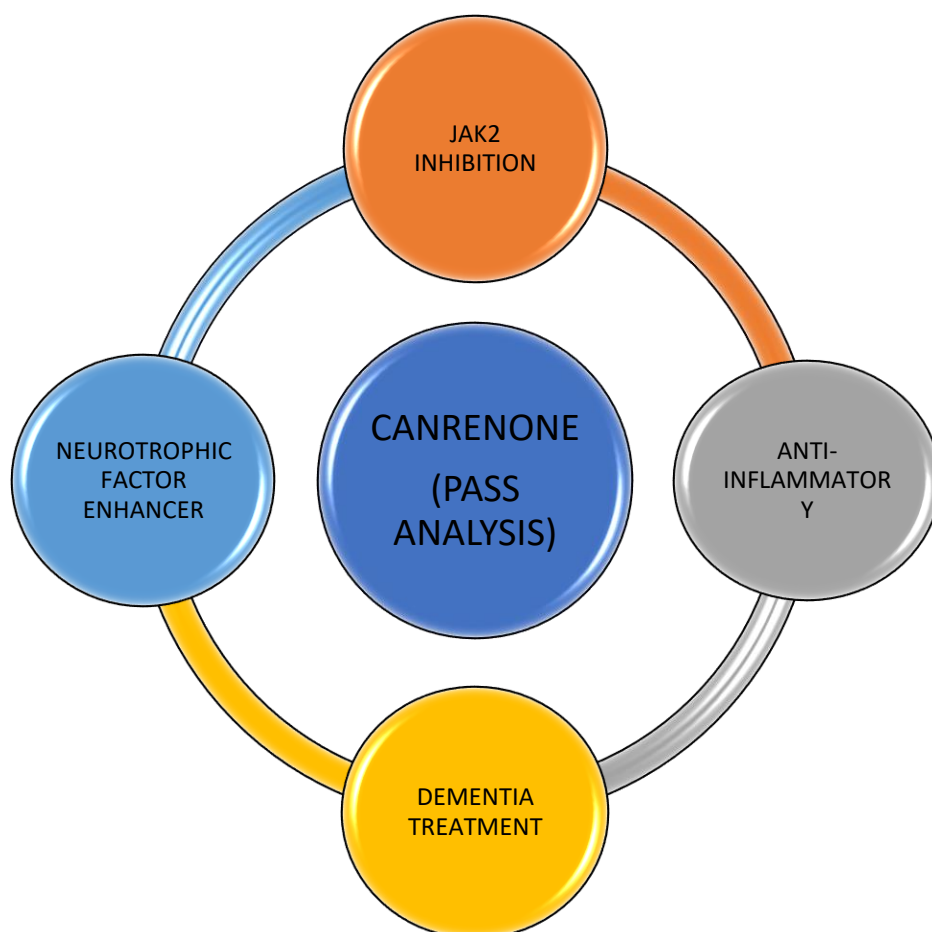 JAK2
INHIBITION
CANRENONE
(PASS
ANALYSIS)
NEUROTROPHIC
FACTOR
ENHANCER
ANTI-
INFLAMMATOR
Y
DEMENTIA
TREATMENT